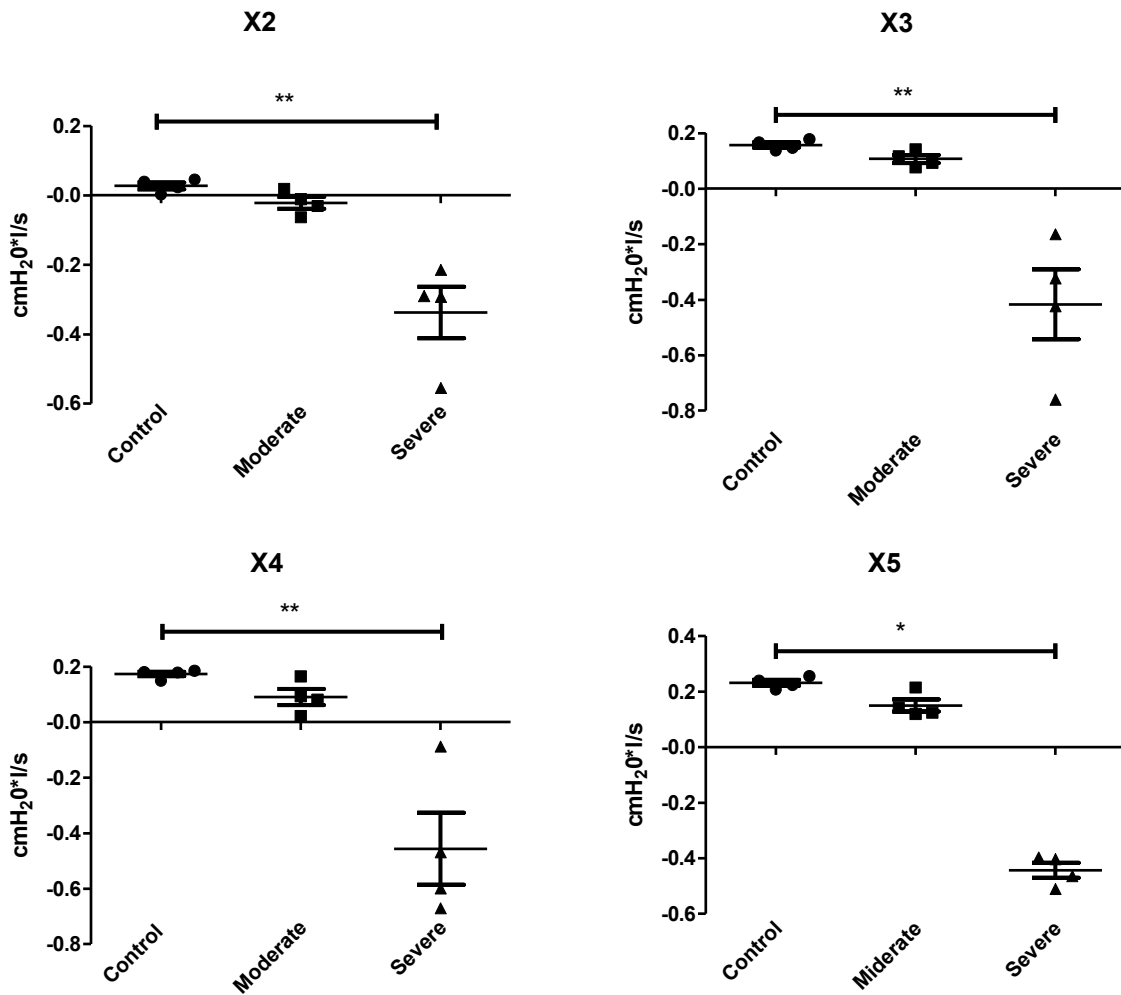 X2
**
cmH₂0*l/s
0.2
-0.0
-0.2
-0.4
-0.6
Control
Moderate
Severe
X3
**
cmH₂0*l/s
0.2
-0.0
-0.2
-0.4
-0.6
-0.8
Control
Moderate
Severe
X4
**
cmH₂0*l/s
0.2
-0.0
-0.2
-0.4
-0.6
-0.8
Control
Moderate
Severe
X5
*
cmH₂0*l/s
0.4
0.2
-0.0
-0.2
-0.4
-0.6
Control
Miderate
Severe